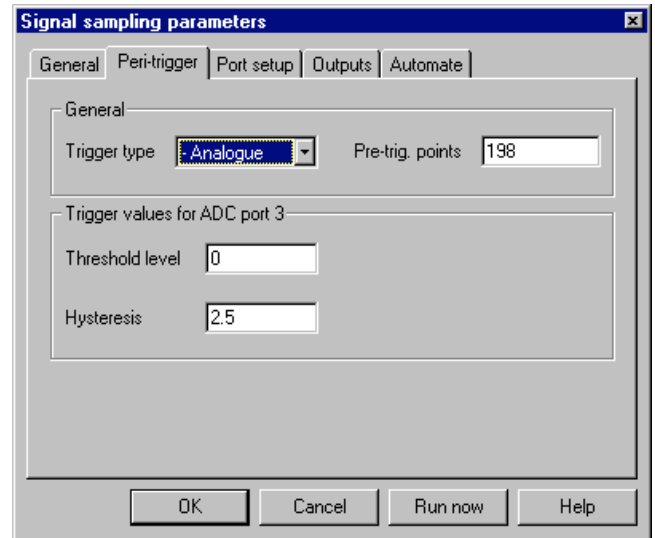 Signal sampling parameters
General Peri-trigger Port setup Outputs Automate
General
Trigger type - Analogue Pre-trig. points 198
Trigger values for ADC port 3
Threshold level 0
Hysteresis 2.5
OK Cancel Run now Help